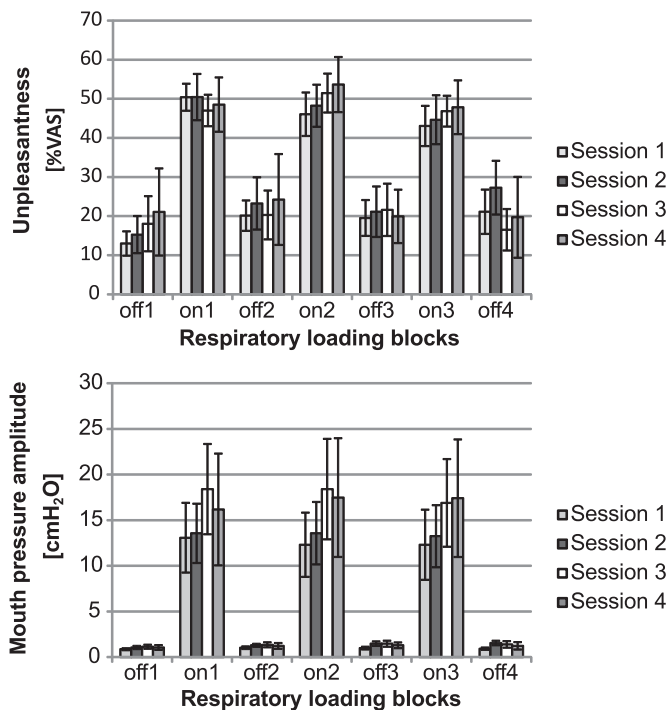 70
60
50
40
30
20
10
0
Unpleasantness
[%VAS]
off1 on1 off2 on2 off3 on3 off4
Respiratory loading blocks
Session 1
Session 2
Session 3
Session 4
30
25
20
15
10
5
0
Mouth pressure amplitude
[cmH₂O]
off1 on1 off2 on2 off3 on3 off4
Respiratory loading blocks
Session 1
Session 2
Session 3
Session 4